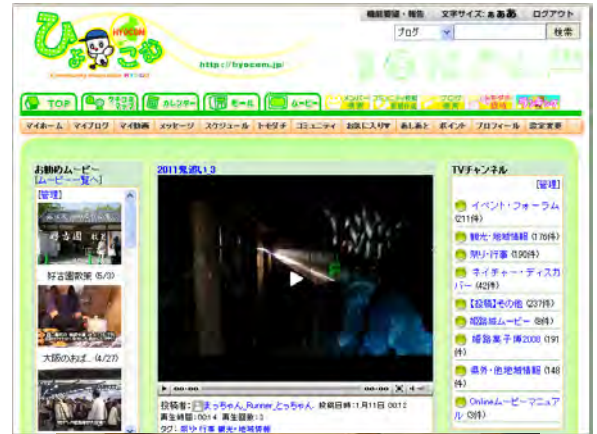 機能要望・報告 文字サイズ: あ あ あ ログアウト
ひょこむ
HYOCOM
ブログ
検索
http://hyocom.jp/
TOP
カレンダー
モール
ムービー
マイホーム マイブログ マイ動画 メッセージ スケジュール トモダチ コミュニティ お気に入り▼ あしあと ポイント プロフィール 設定変更
お勧めムービー
[ムービー一覧へ]
[管理]
好古園散策 (5/3)
大阪のおば... (4/27)
2011鬼追い 3
00:00
00:00
投稿者: まっちゃん_Runner_とっちゃん 投稿日時: 1月11日 00:12
再生時間: 00:14 再生回数: 3
タグ: 祭り 行事 観光・地域情報
TVチャンネル
[管理]
イベント・フォーラム
(211件)
観光・地域情報 (176件)
祭り・行事 (190件)
ネイチャー・ディスカ
バー (42件)
【投稿】その他 (237件)
姫路城ムービー (8件)
姫路菓子博2008 (191
件)
県外・他地域情報 (148
件)
Onlineムービーマニュア
ル (3件)